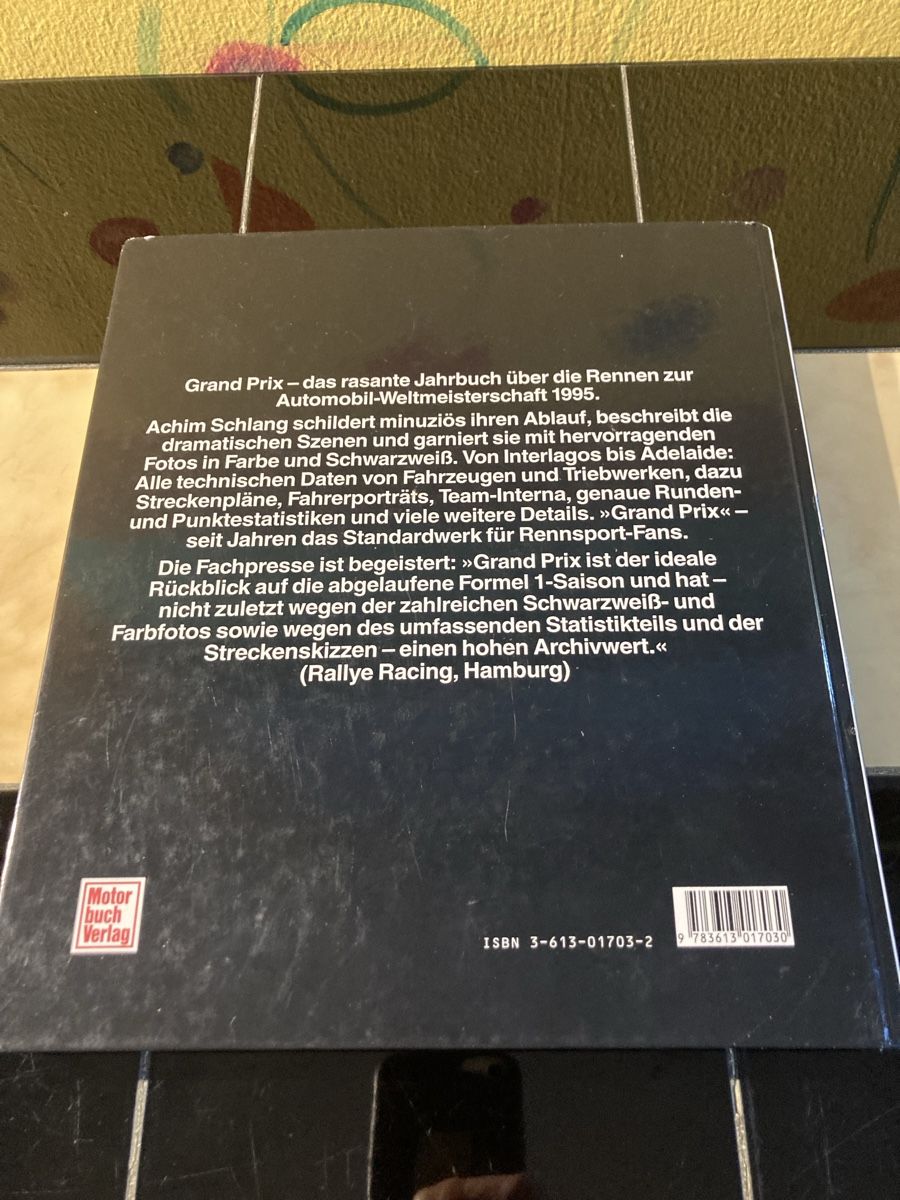 Grand Prix – das rasante Jahrbuch über die Rennen zur
Automobil-Weltmeisterschaft 1995.
Achim Schlang schildert minuziös ihren Ablauf, beschreibt die
dramatischen Szenen und garniert sie mit hervorragenden
Fotos in Farbe und Schwarzweiß. Von Interlagos bis Adelaide:
Alle technischen Daten von Fahrzeugen und Triebwerken, dazu
Streckenpläne, Fahrerporträts, Team-Interna, genaue Runden-
und Punktestatistiken und viele weitere Details. »Grand Prix« –
seit Jahren das Standardwerk für Rennsport-Fans.
Die Fachpresse ist begeistert: »Grand Prix ist der ideale
Rückblick auf die abgelaufene Formel 1-Saison und hat –
nicht zuletzt wegen der zahlreichen Schwarzweiß- und
Farbfotos sowie wegen des umfassenden Statistikteils und der
Streckenskizzen – einen hohen Archivwert.«
(Rallye Racing, Hamburg)
Motor
buch
Verlag
ISBN 3-613-01703-2
9 783613 017030